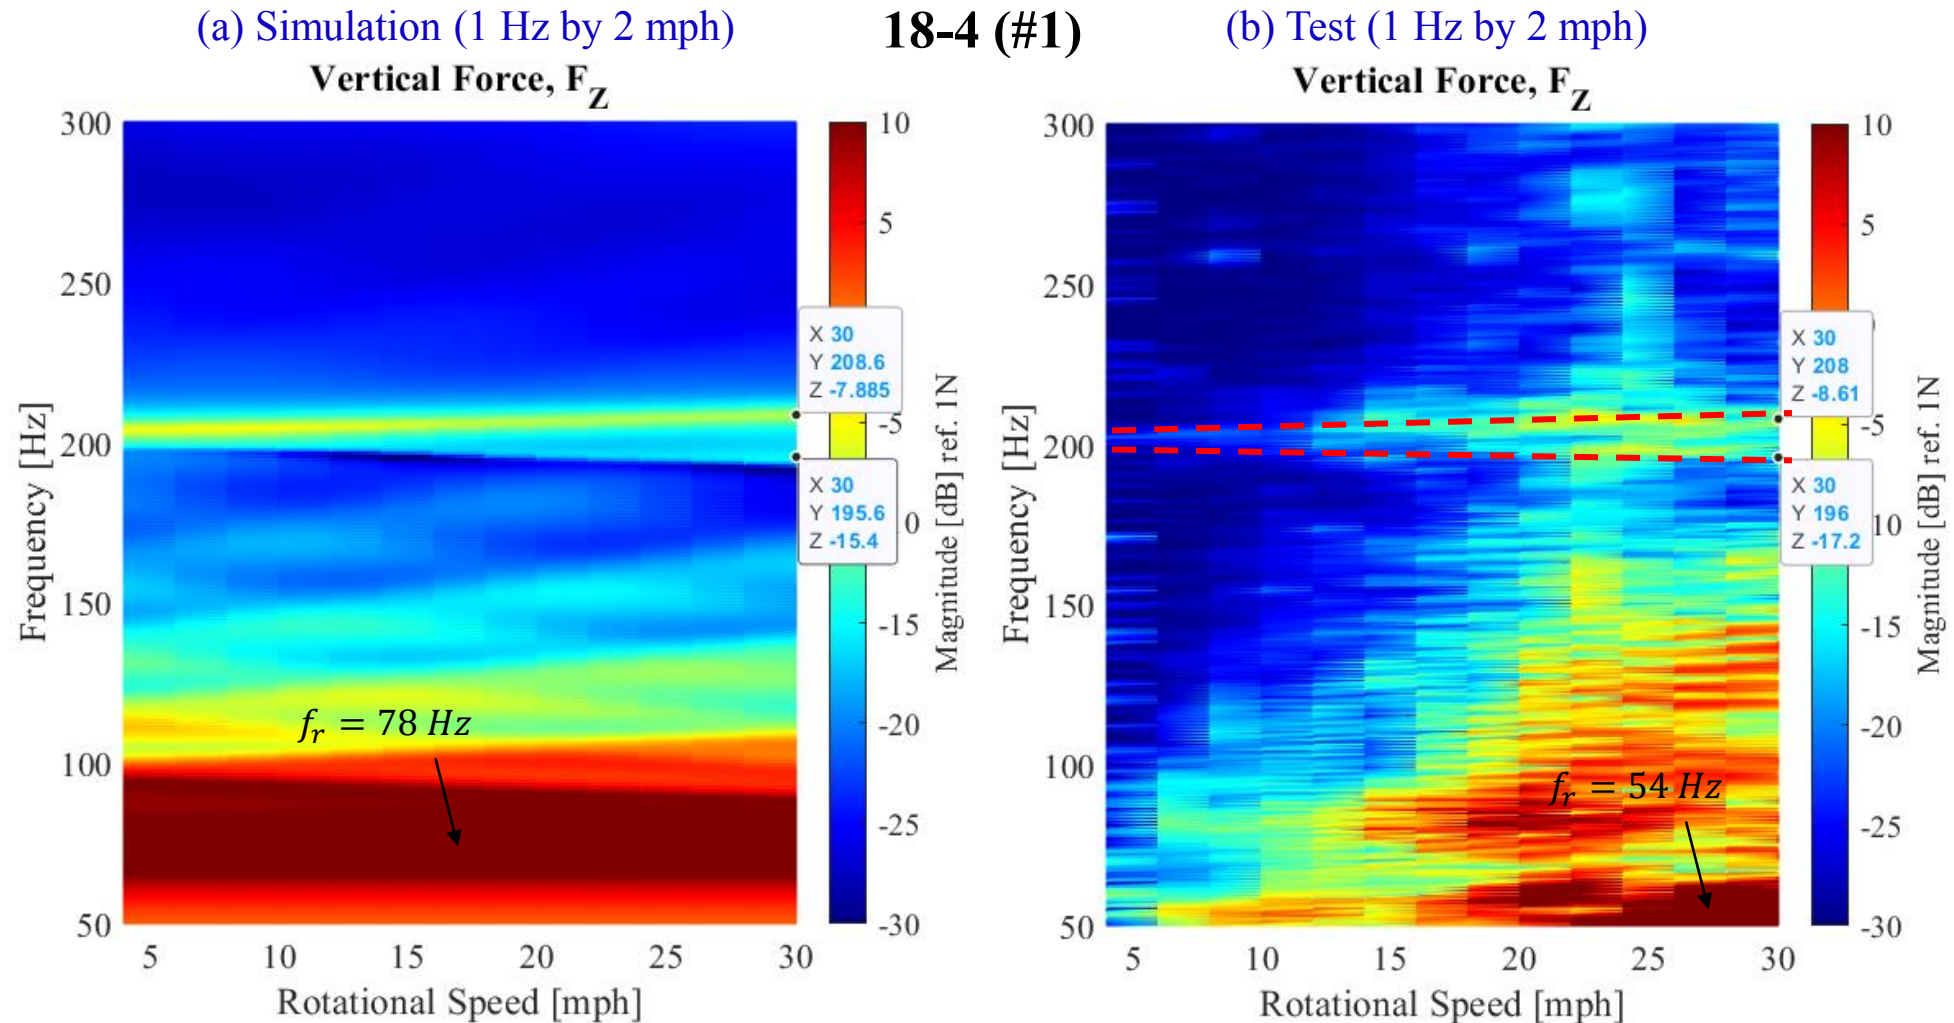 (a) Simulation (1 Hz by 2 mph)
18-4 (#1)
(b) Test (1 Hz by 2 mph)
Vertical Force, F_Z
300
250
200
150
100
50
Frequency [Hz]
5
10
15
20
25
30
Rotational Speed [mph]
f_r = 78 Hz
X 30
Y 208.6
Z -7.885
X 30
Y 195.6
Z -15.4
10
5
-5
0
-15
-20
-25
-30
Magnitude [dB] ref. 1N
Vertical Force, F_Z
300
250
200
150
100
50
Frequency [Hz]
5
10
15
20
25
30
Rotational Speed [mph]
f_r = 54 Hz
X 30
Y 208
Z -8.61
X 30
Y 196
Z -17.2
10
5
-5
10
-15
-20
-25
-30
Magnitude [dB] ref. 1N